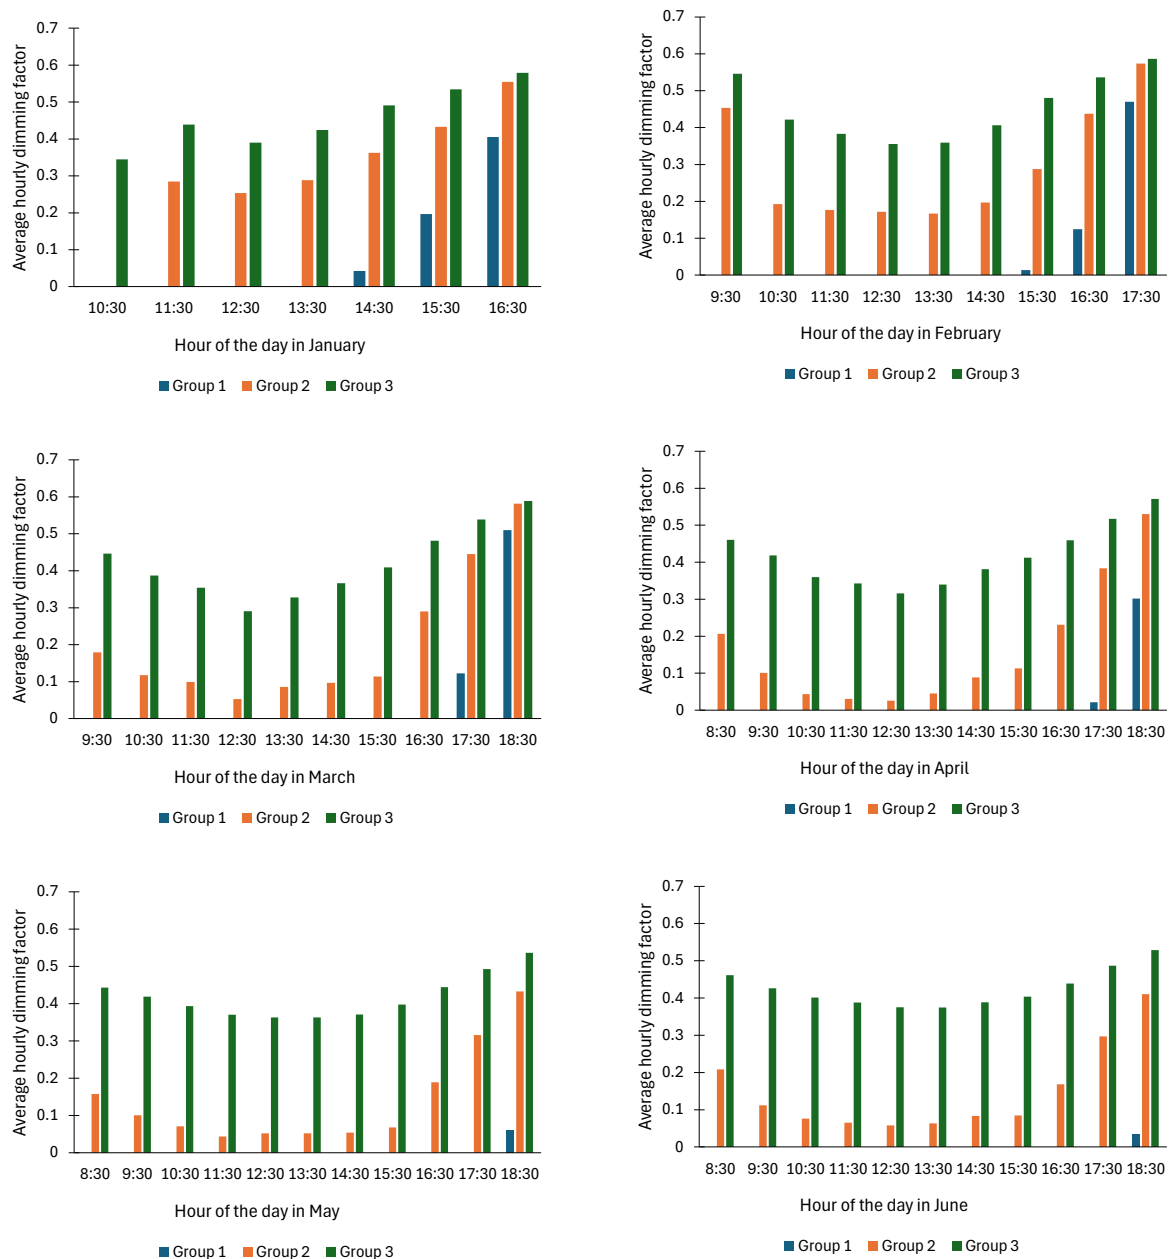 Average hourly dimming factor
0.7
0.6
0.5
0.4
0.3
0.2
0.1
0
10:30 11:30 12:30 13:30 14:30 15:30 16:30
Hour of the day in January
Group 1 Group 2 Group 3
Average hourly dimming factor
0.7
0.6
0.5
0.4
0.3
0.2
0.1
0
9:30 10:30 11:30 12:30 13:30 14:30 15:30 16:30 17:30
Hour of the day in February
Group 1 Group 2 Group 3
Average hourly dimming factor
0.7
0.6
0.5
0.4
0.3
0.2
0.1
0
9:30 10:30 11:30 12:30 13:30 14:30 15:30 16:30 17:30 18:30
Hour of the day in March
Group 1 Group 2 Group 3
Average hourly dimming factor
0.7
0.6
0.5
0.4
0.3
0.2
0.1
0
8:30 9:30 10:30 11:30 12:30 13:30 14:30 15:30 16:30 17:30 18:30
Hour of the day in April
Group 1 Group 2 Group 3
Average hourly dimming factor
0.7
0.6
0.5
0.4
0.3
0.2
0.1
0
8:30 9:30 10:30 11:30 12:30 13:30 14:30 15:30 16:30 17:30 18:30
Hour of the day in May
Group 1 Group 2 Group 3
Average hourly dimming factor
0.7
0.6
0.5
0.4
0.3
0.2
0.1
0
8:30 9:30 10:30 11:30 12:30 13:30 14:30 15:30 16:30 17:30 18:30
Hour of the day in June
Group 1 Group 2 Group 3